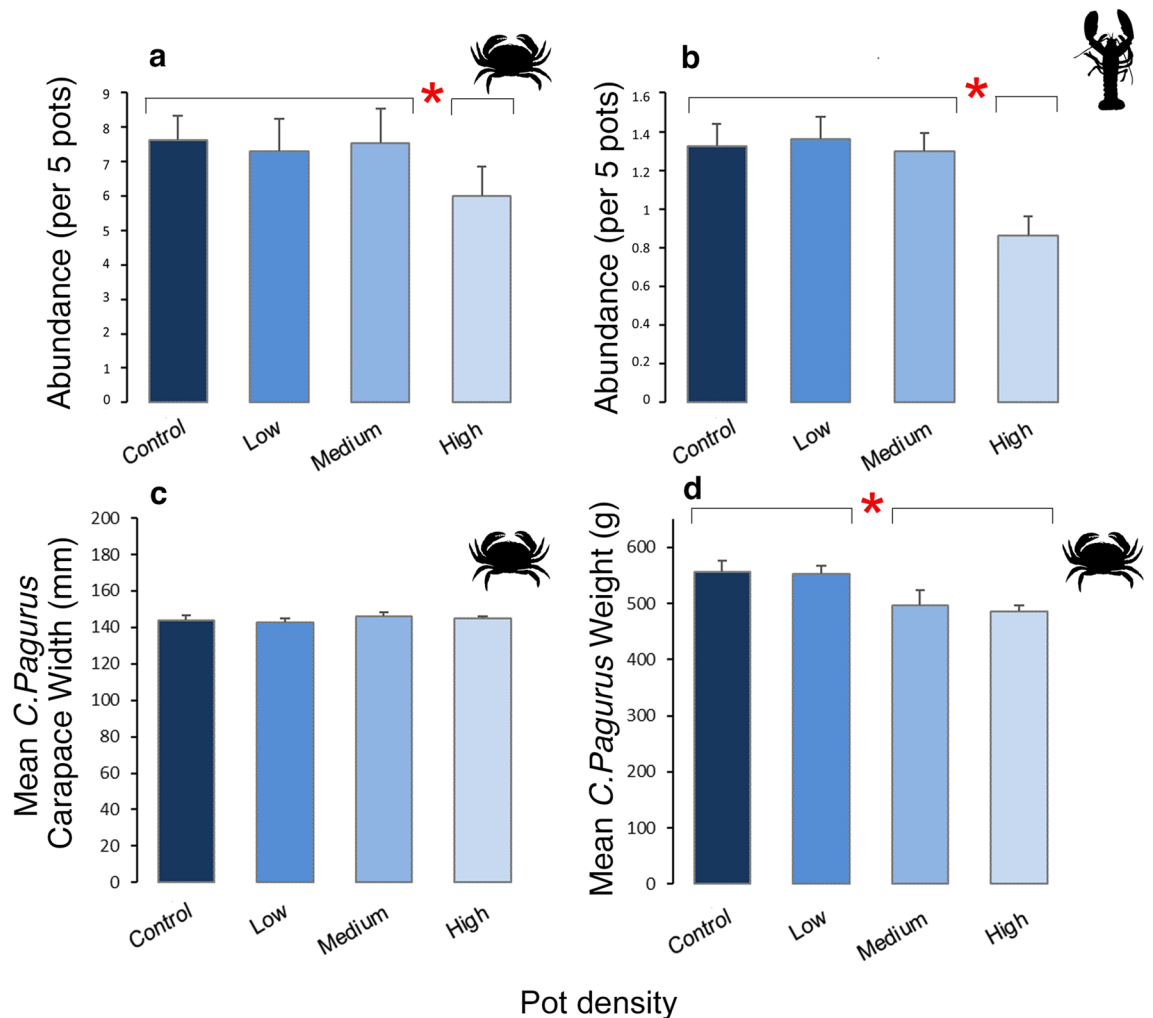 a
*
Abundance (per 5 pots)
9
8
7
6
5
4
3
2
1
0
Control
Low
Medium
High
b
*
Abundance (per 5 pots)
1.6
1.4
1.2
1
0.8
0.6
0.4
0.2
0
Control
Low
Medium
High
c
Mean C.Pagurus
Carapace Width (mm)
200
180
160
140
120
100
80
60
40
20
0
Control
Low
Medium
High
d
*
Mean C.Pagurus Weight (g)
600
500
400
300
200
100
0
Control
Low
Medium
High
Pot density